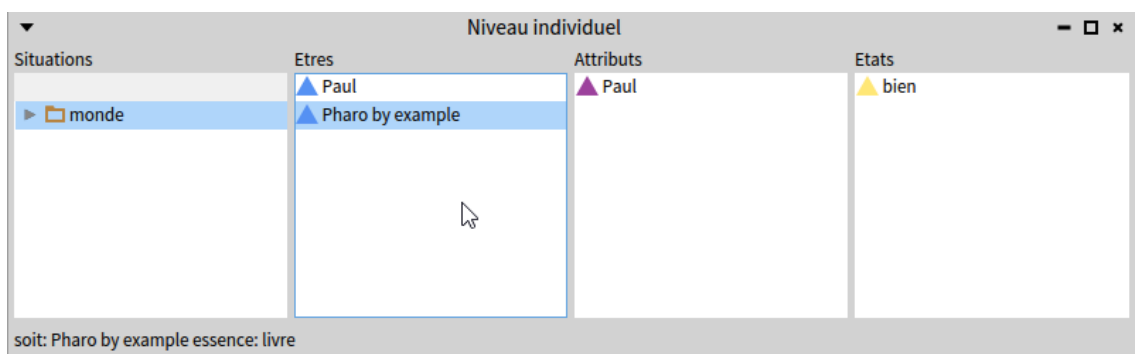 Niveau individuel
Situations Etres Attributs Etats
Paul Paul bien
monde Pharo by example
soit: Pharo by example essence: livre